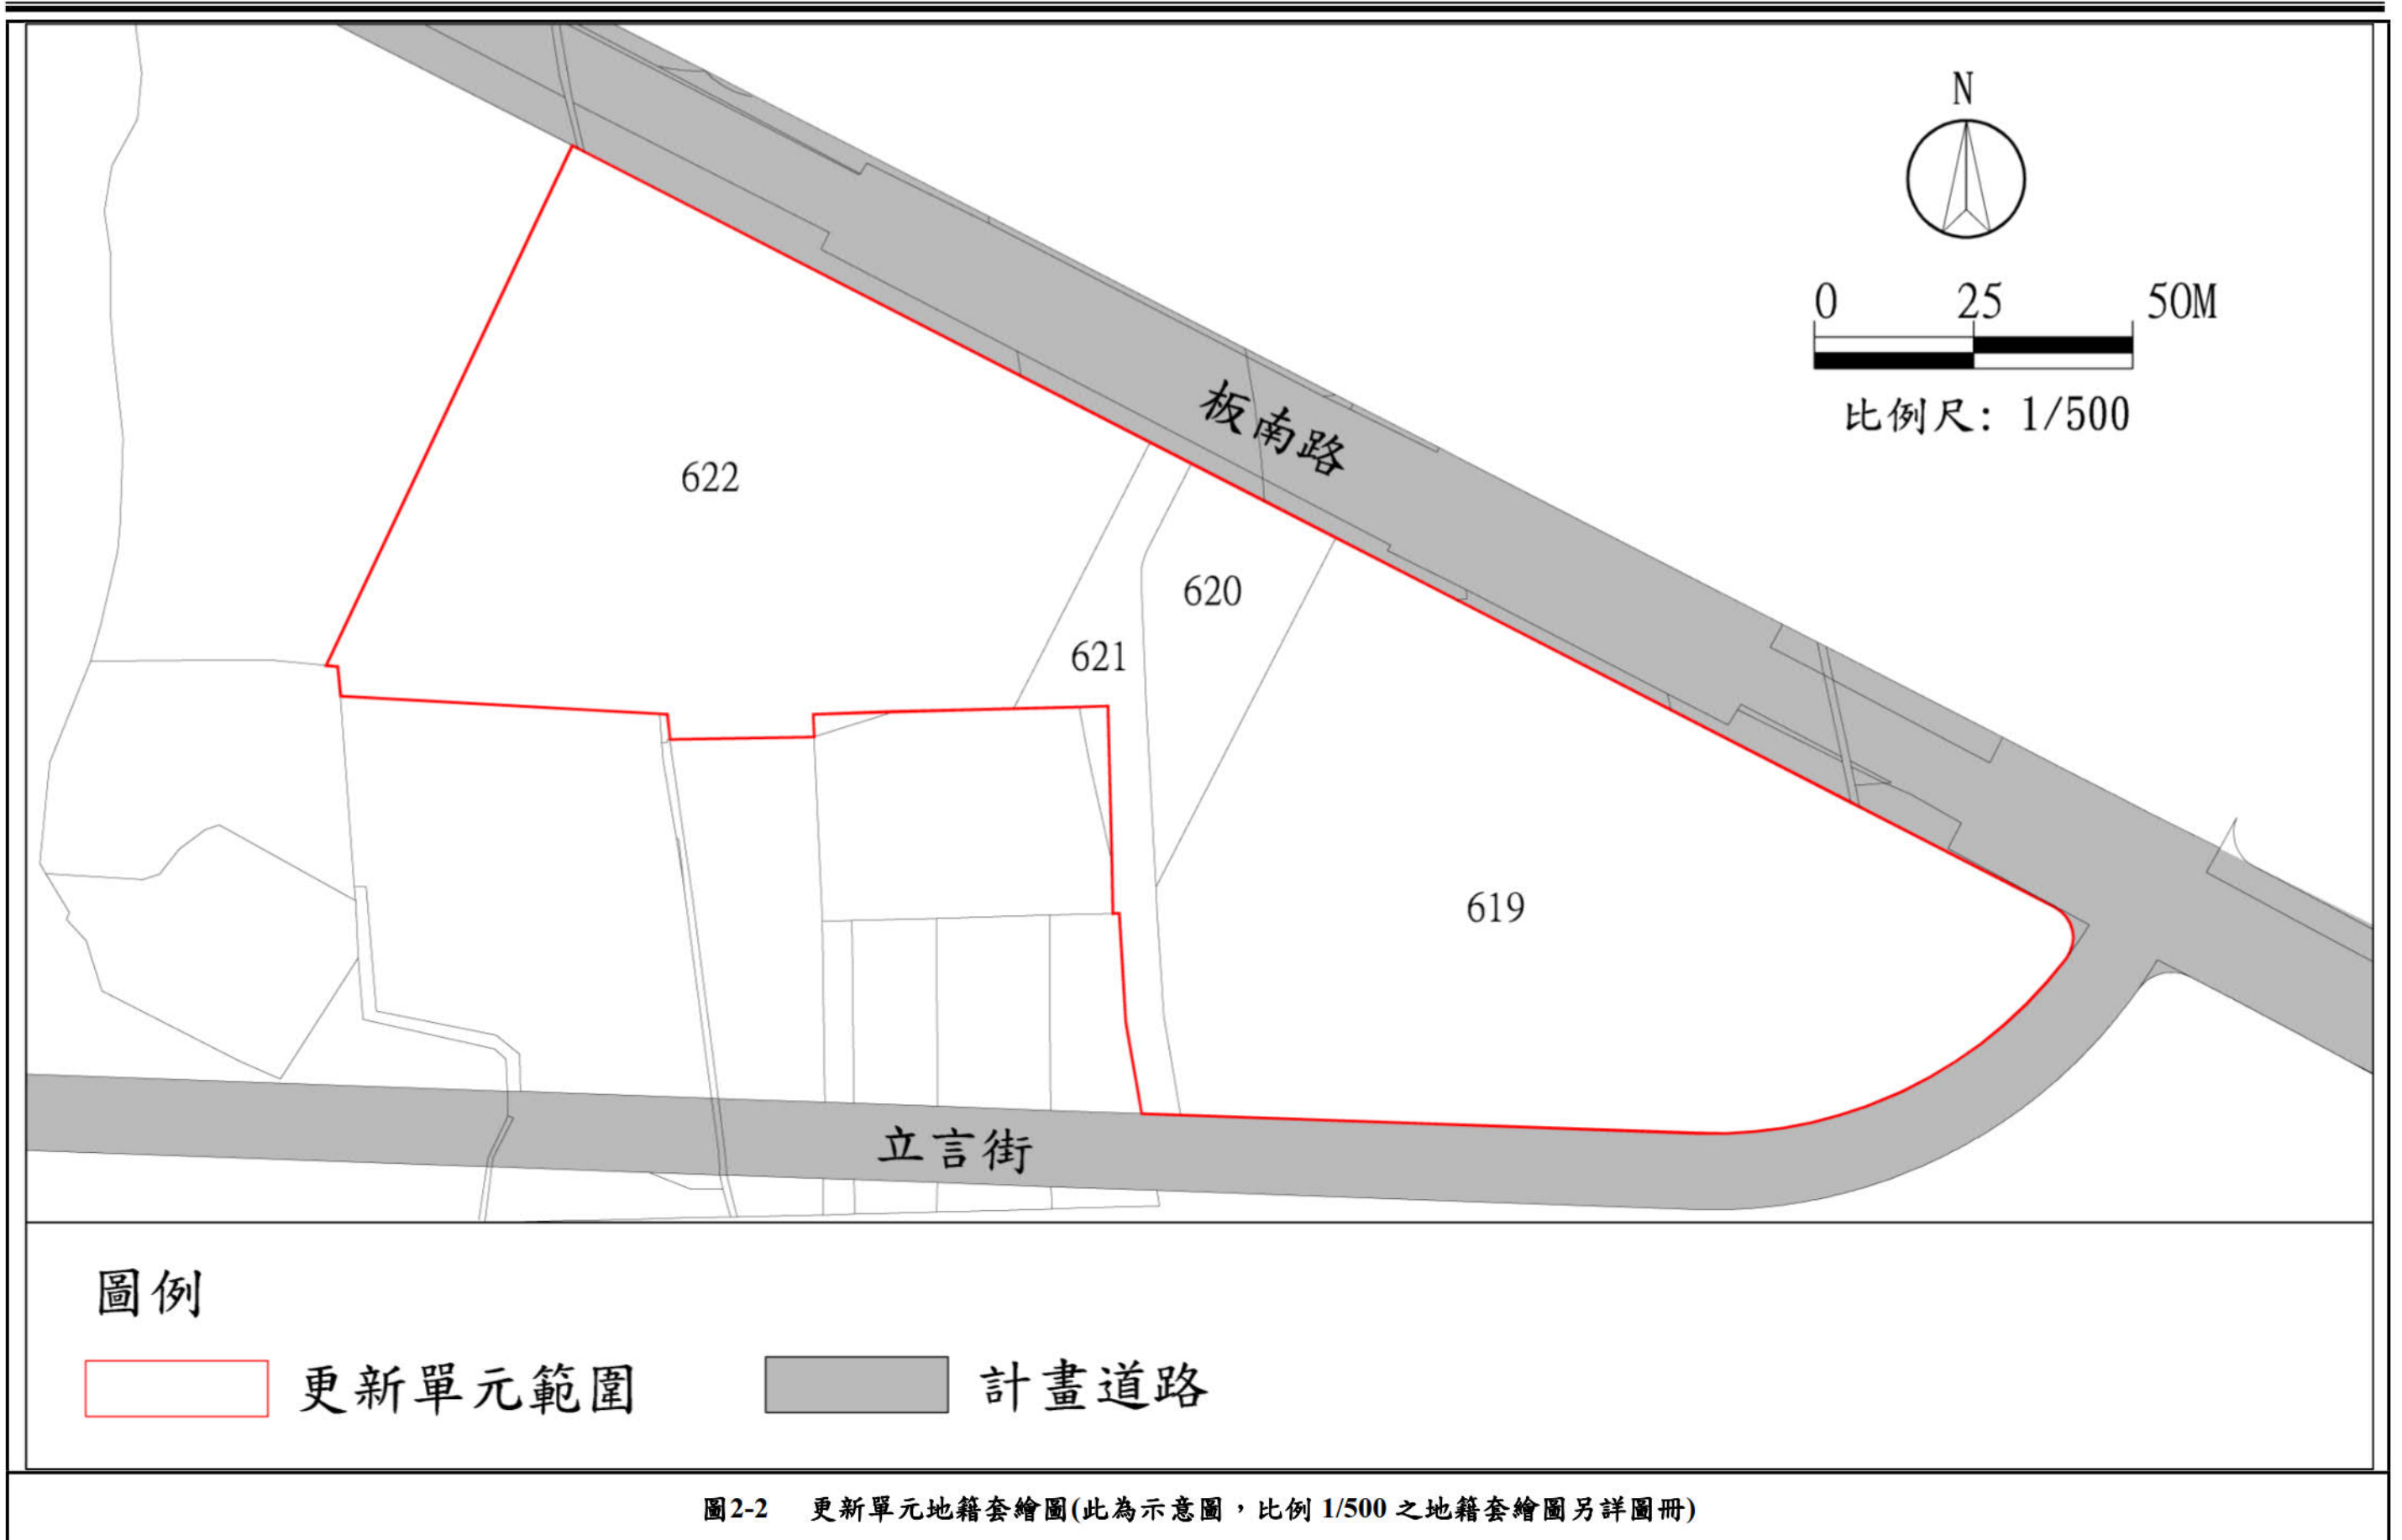 N
0 25 50M
比例尺: 1/500
板南路
622
620
621
619
立言街
圖例
更新單元範圍
計畫道路
圖2-2 更新單元地籍套繪圖(此為示意圖,比例 1/500 之地籍套繪圖另詳圖冊)